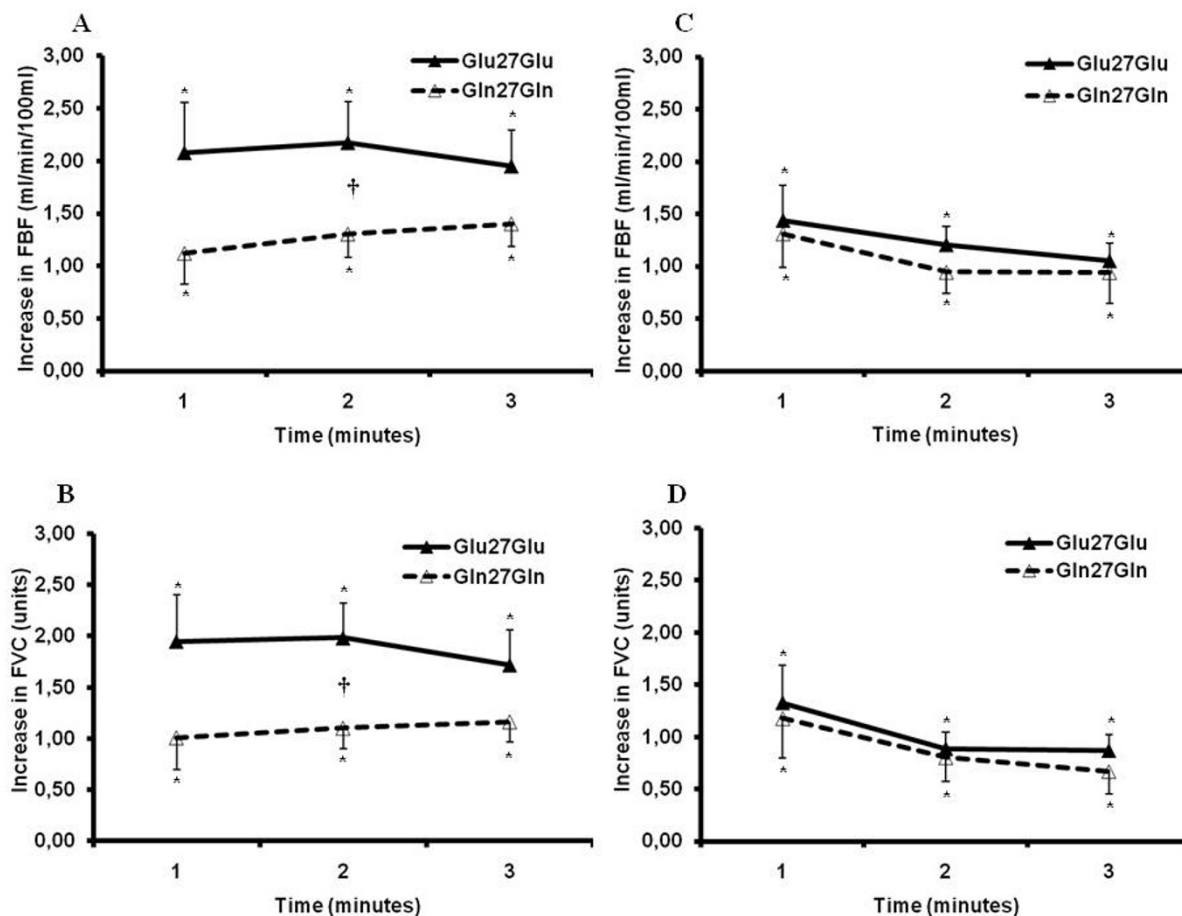 A
Increase in FBF (ml/min/100ml)
3,00
2,50
2,00
1,50
1,00
0,50
0,00
Glu27Glu
Gln27Gln
* * *
†
* * *
1 2 3
Time (minutes)
C
Increase in FBF (ml/min/100ml)
3,00
2,50
2,00
1,50
1,00
0,50
0,00
Glu27Glu
Gln27Gln
* * *
* * *
1 2 3
Time (minutes)
B
Increase in FVC (units)
3,00
2,50
2,00
1,50
1,00
0,50
0,00
Glu27Glu
Gln27Gln
* * *
†
* * *
1 2 3
Time (minutes)
D
Increase in FVC (units)
3,00
2,50
2,00
1,50
1,00
0,50
0,00
Glu27Glu
Gln27Gln
* * *
* * *
1 2 3
Time (minutes)